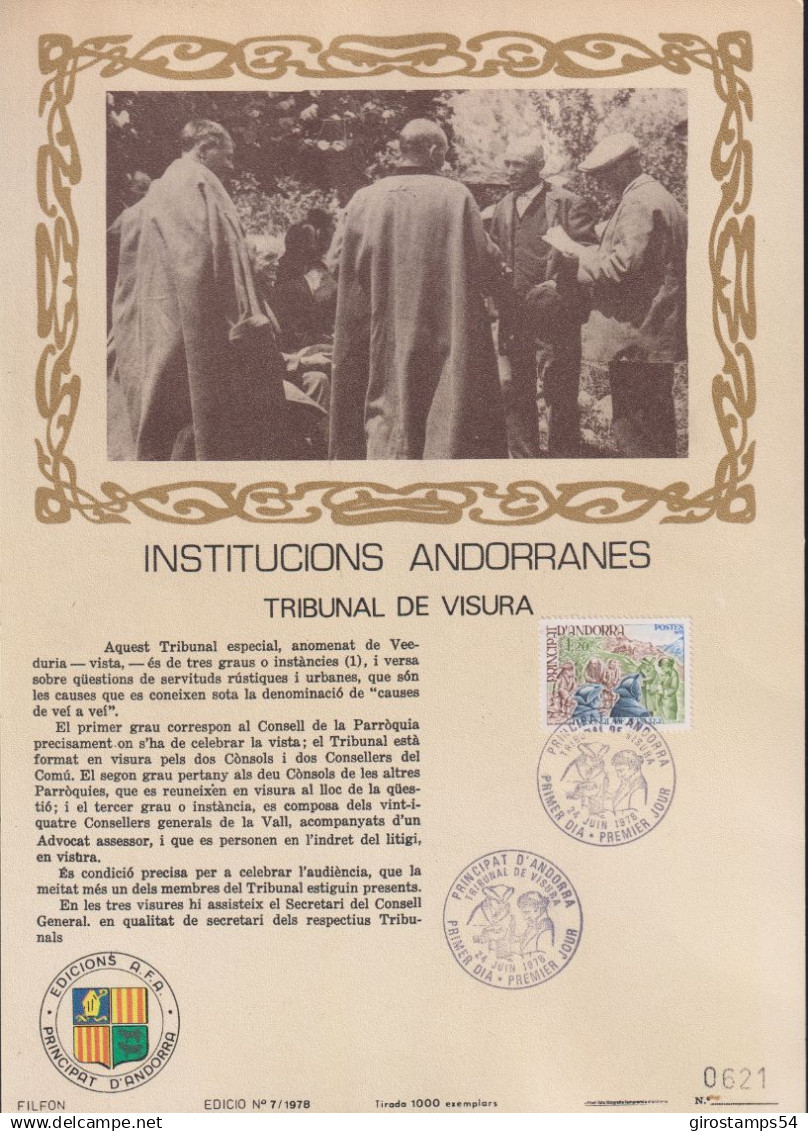 INSTITUCIONS ANDORRANES
TRIBUNAL DE VISURA
Aquest Tribunal especial, anomenat de Vee-
duria — vista, — és de tres graus o instàncies (1), i versa
sobre qüestions de servituds rústiques i urbanes, que són
les causes que es coneixen sota la denominació de “causes
de veí a veí”.
El primer grau correspon al Consell de la Parròquia
precisament on s'ha de celebrar la vista; el Tribunal està
format en visura pels dos Cònsols i dos Consellers del
Comú. El segon grau pertany als deu Cònsols de les altres
Parròquies, que es reuneixen en visura al lloc de la qües-
tió; i el tercer grau o instància, es composa dels vint-i-
quatre Consellers generals de la Vall, acompanyats d'un
Advocat assessor, i que es personen en l'indret del litigi,
en visura.
És condició precisa per a celebrar l'audiència, que la
meitat més un dels membres del Tribunal estiguin presents.
En les tres visures hi assisteix el Secretari del Consell
General. en qualitat de secretari dels respectius Tribu-
nals
PRINCIPAT
D'ANDORRA
POSTES
1,20
PRINCIPAT D'ANDORRA
TRIBUNAL DE VISURA
24 JUIN 1978
PRIMER DIA • PREMIER JOUR
PRINCIPAT D'ANDORRA
TRIBUNAL DE VISURA
24 JUIN 1978
PRIMER DIA • PREMIER JOUR
EDICIONS A.F.A.
PRINCIPAT D'ANDORRA
FILFON
EDICIO Nº 7/1978
Tirada 1000 exemplars
N.º
0621
girostamps54